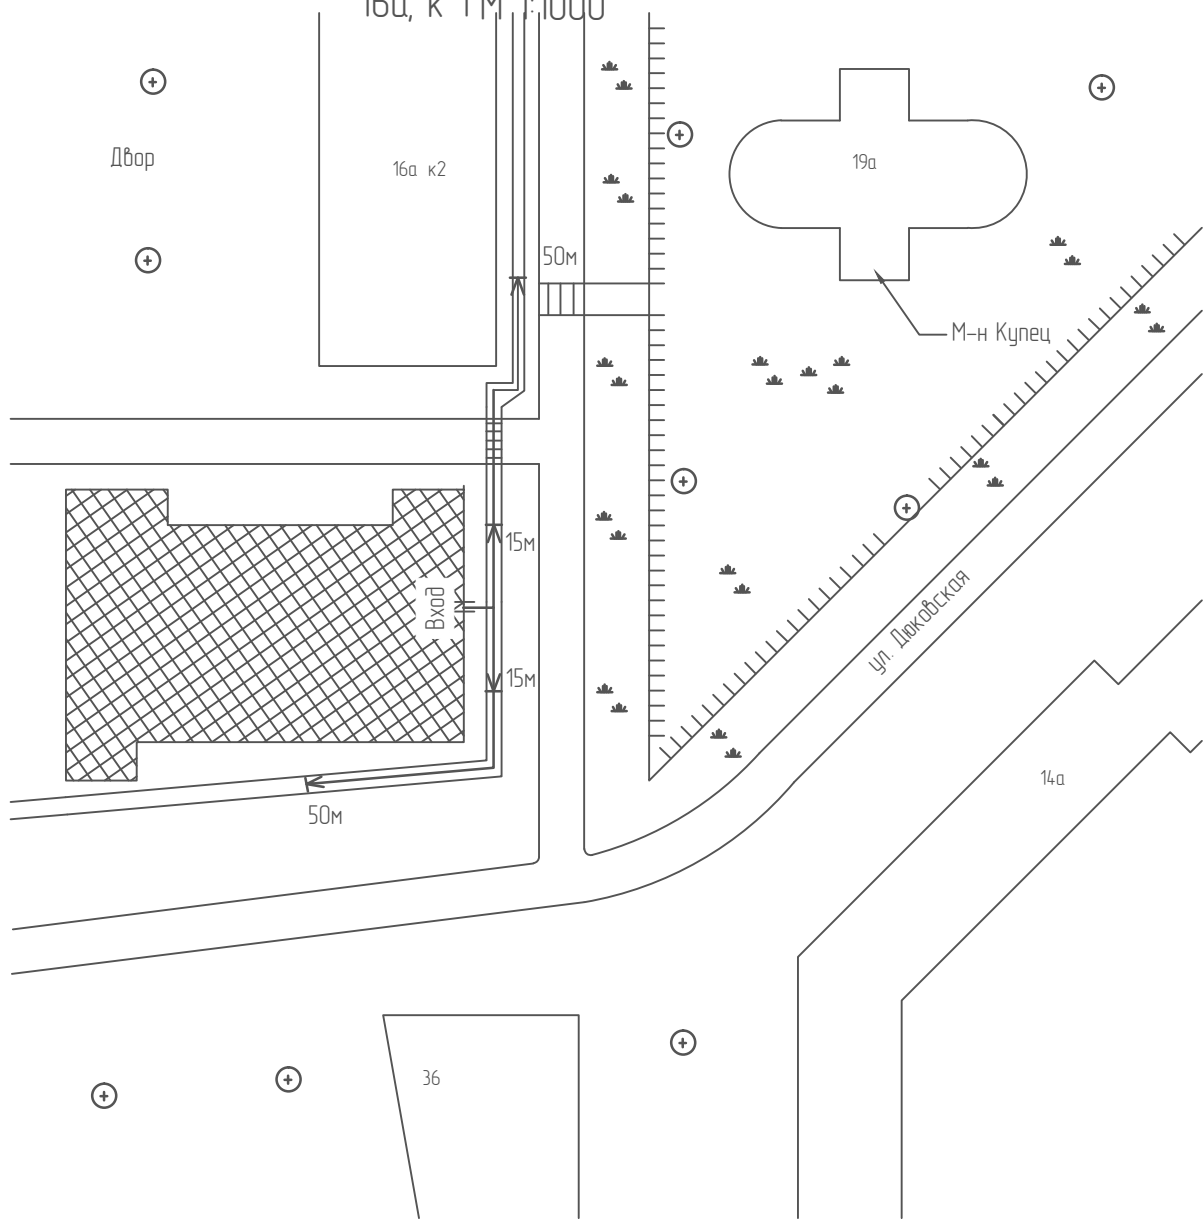 16а, к 1 М 1:1000
Двор
16а к2
19а
50м
М-н Купец
15м
Вход
15м
ул. Дюковская
14а
50м
36